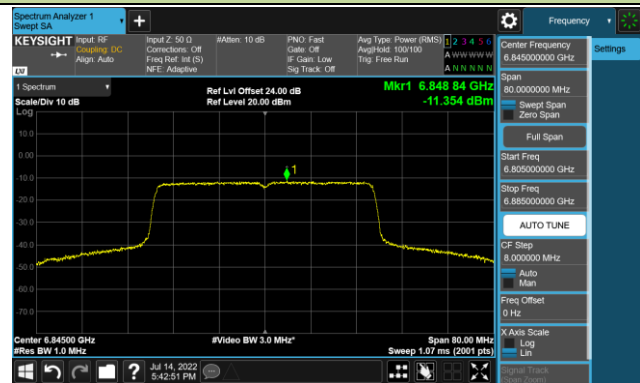 Spectrum Analyzer 1
Swept SA
Frequency
KEYSIGHT
Input: RF
Coupling: DC
Align: Auto
Input Z: 50 Ω
Corrections: Off
Freq Ref: Int (S)
NFE: Adaptive
#Atten: 10 dB
PNO: Fast
Gate: Off
IF Gain: Low
Sig Track: Off
Avg Type: Power (RMS)
Avg|Hold: 100/100
Trig: Free Run
1 2 3 4 5 6
A W W W W W
A N N N N N
LXI
1 Spectrum
Scale/Div 10 dB
Log
Ref Lvl Offset 24.00 dB
Ref Level 20.00 dBm
Mkr1 6.848 84 GHz
-11.354 dBm
10.0
0.00
-10.0
-20.0
-30.0
-40.0
-50.0
-60.0
-70.0
1
Center 6.84500 GHz
#Res BW 1.0 MHz
#Video BW 3.0 MHz*
Span 80.00 MHz
Sweep 1.07 ms (2001 pts)
Center Frequency
6.845000000 GHz
Span
80.0000000 MHz
Swept Span
Zero Span
Full Span
Start Freq
6.805000000 GHz
Stop Freq
6.885000000 GHz
AUTO TUNE
CF Step
8.000000 MHz
Auto
Man
Freq Offset
0 Hz
X Axis Scale
Log
Lin
Signal Track
(Span Zoom)
Settings
?
Jul 14, 2022
5:42:51 PM